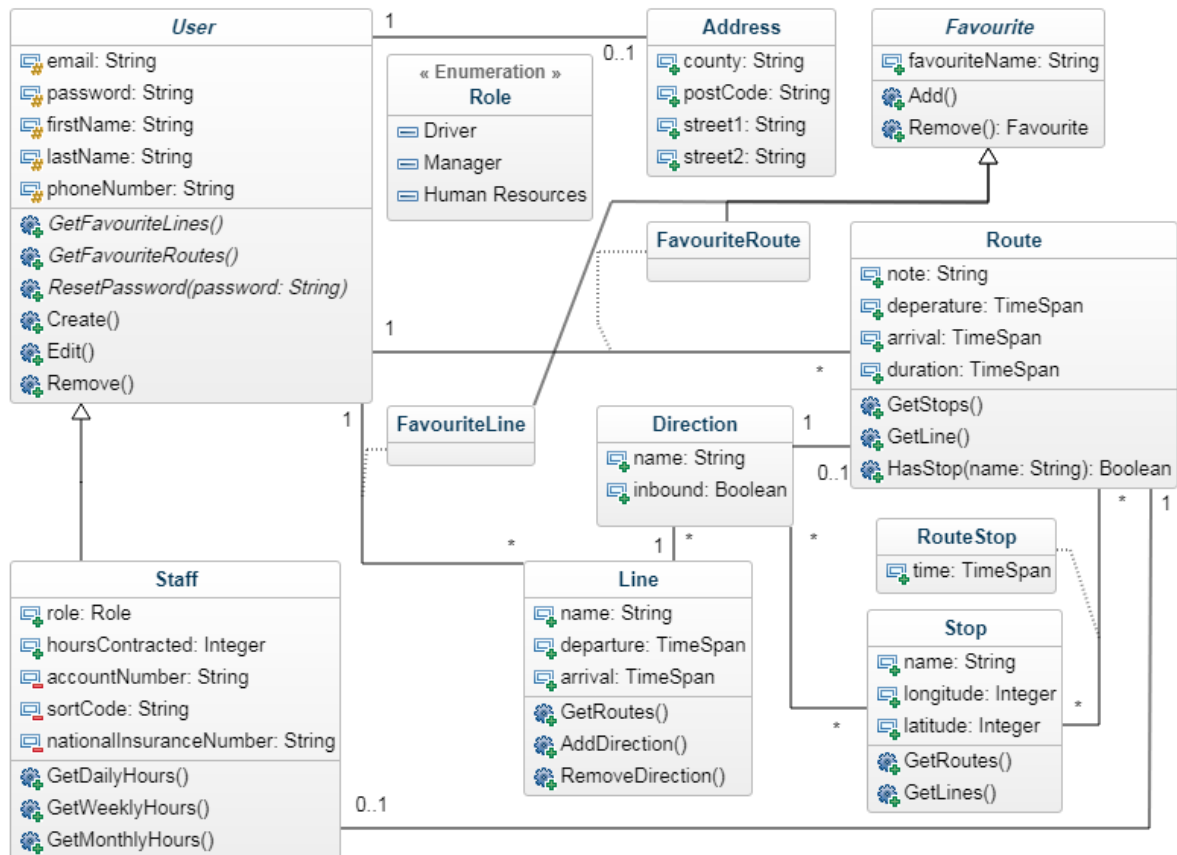 User
email: String
password: String
firstName: String
lastName: String
phoneNumber: String
GetFavouriteLines()
GetFavouriteRoutes()
ResetPassword(password: String)
Create()
Edit()
Remove()
1
0..1
« Enumeration »
Role
Driver
Manager
Human Resources
Address
county: String
postCode: String
street1: String
street2: String
Favourite
favouriteName: String
Add()
Remove(): Favourite
FavouriteRoute
Route
note: String
deperature: TimeSpan
arrival: TimeSpan
duration: TimeSpan
GetStops()
GetLine()
HasStop(name: String): Boolean
1
*
1
FavouriteLine
*
Direction
name: String
inbound: Boolean
1
0..1
1
*
*
*
*
*
1
RouteStop
time: TimeSpan
Staff
role: Role
hoursContracted: Integer
accountNumber: String
sortCode: String
nationalInsuranceNumber: String
GetDailyHours()
GetWeeklyHours()
GetMonthlyHours()
0..1
Line
name: String
departure: TimeSpan
arrival: TimeSpan
GetRoutes()
AddDirection()
RemoveDirection()
Stop
name: String
longitude: Integer
latitude: Integer
GetRoutes()
GetLines()